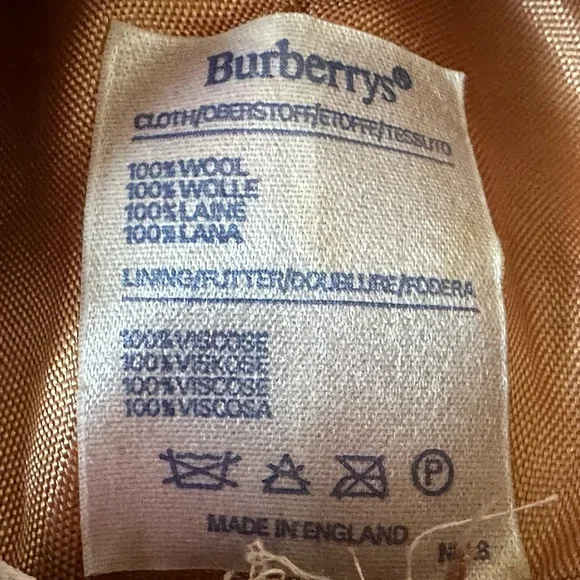 Burberrys®
CLOTH/OBERSTOFF/ETOFFE/TESSUTO
100% WOOL
100% WOLLE
100% LAINE
100% LANA
LINING/FUTTER/DOUBLURE/FODERA
100% VISCOSE
100% VISKOSE
100% VISCOSE
100% VISCOSA
P
MADE IN ENGLAND